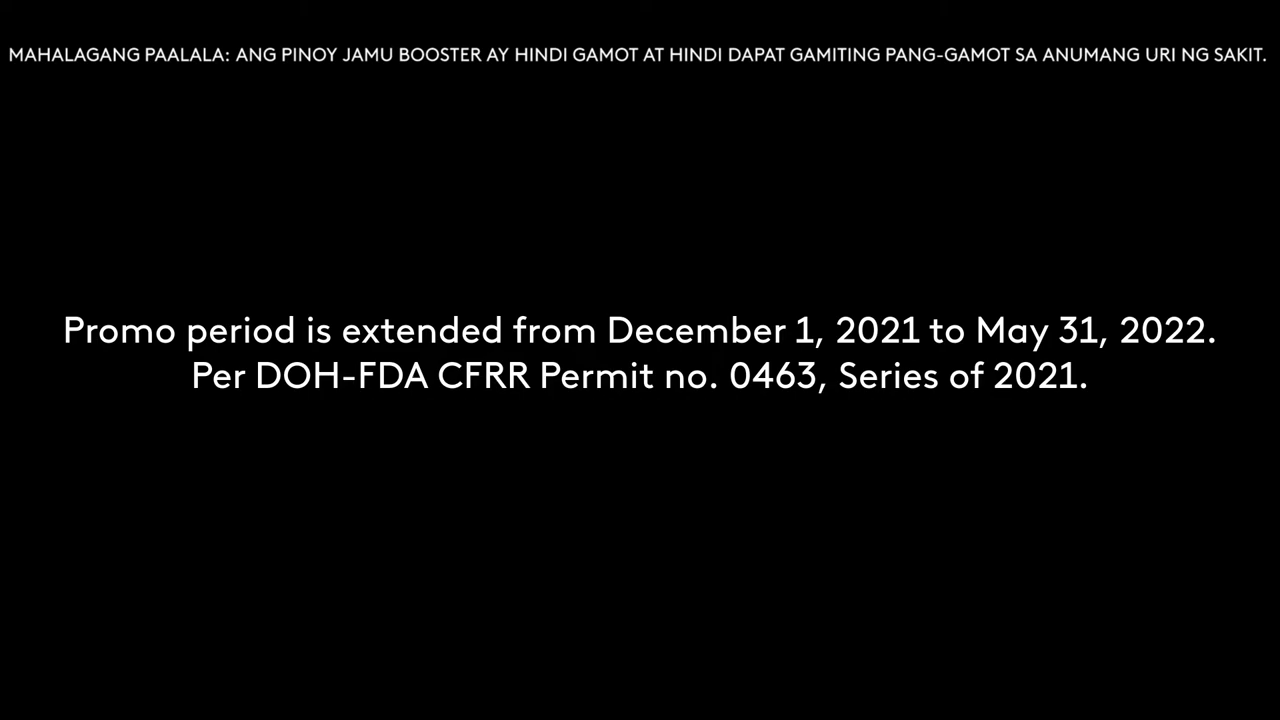 MAHALAGANG PAALALA: ANG PINOY JAMU BOOSTER AY HINDI GAMOT AT HINDI DAPAT GAMITING PANG-GAMOT SA ANUMANG URI NG SAKIT.
Promo period is extended from December 1, 2021 to May 31, 2022.
Per DOH-FDA CFRR Permit no. 0463, Series of 2021.